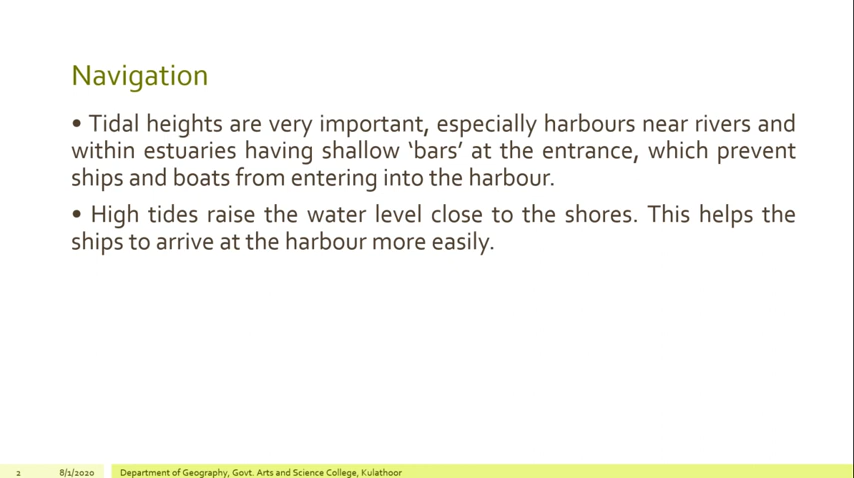 Navigation
• Tidal heights are very important, especially harbours near rivers and
within estuaries having shallow ‘bars’ at the entrance, which prevent
ships and boats from entering into the harbour.
• High tides raise the water level close to the shores. This helps the
ships to arrive at the harbour more easily.
2 8/1/2020 Department of Geography, Govt. Arts and Science College, Kulathoor